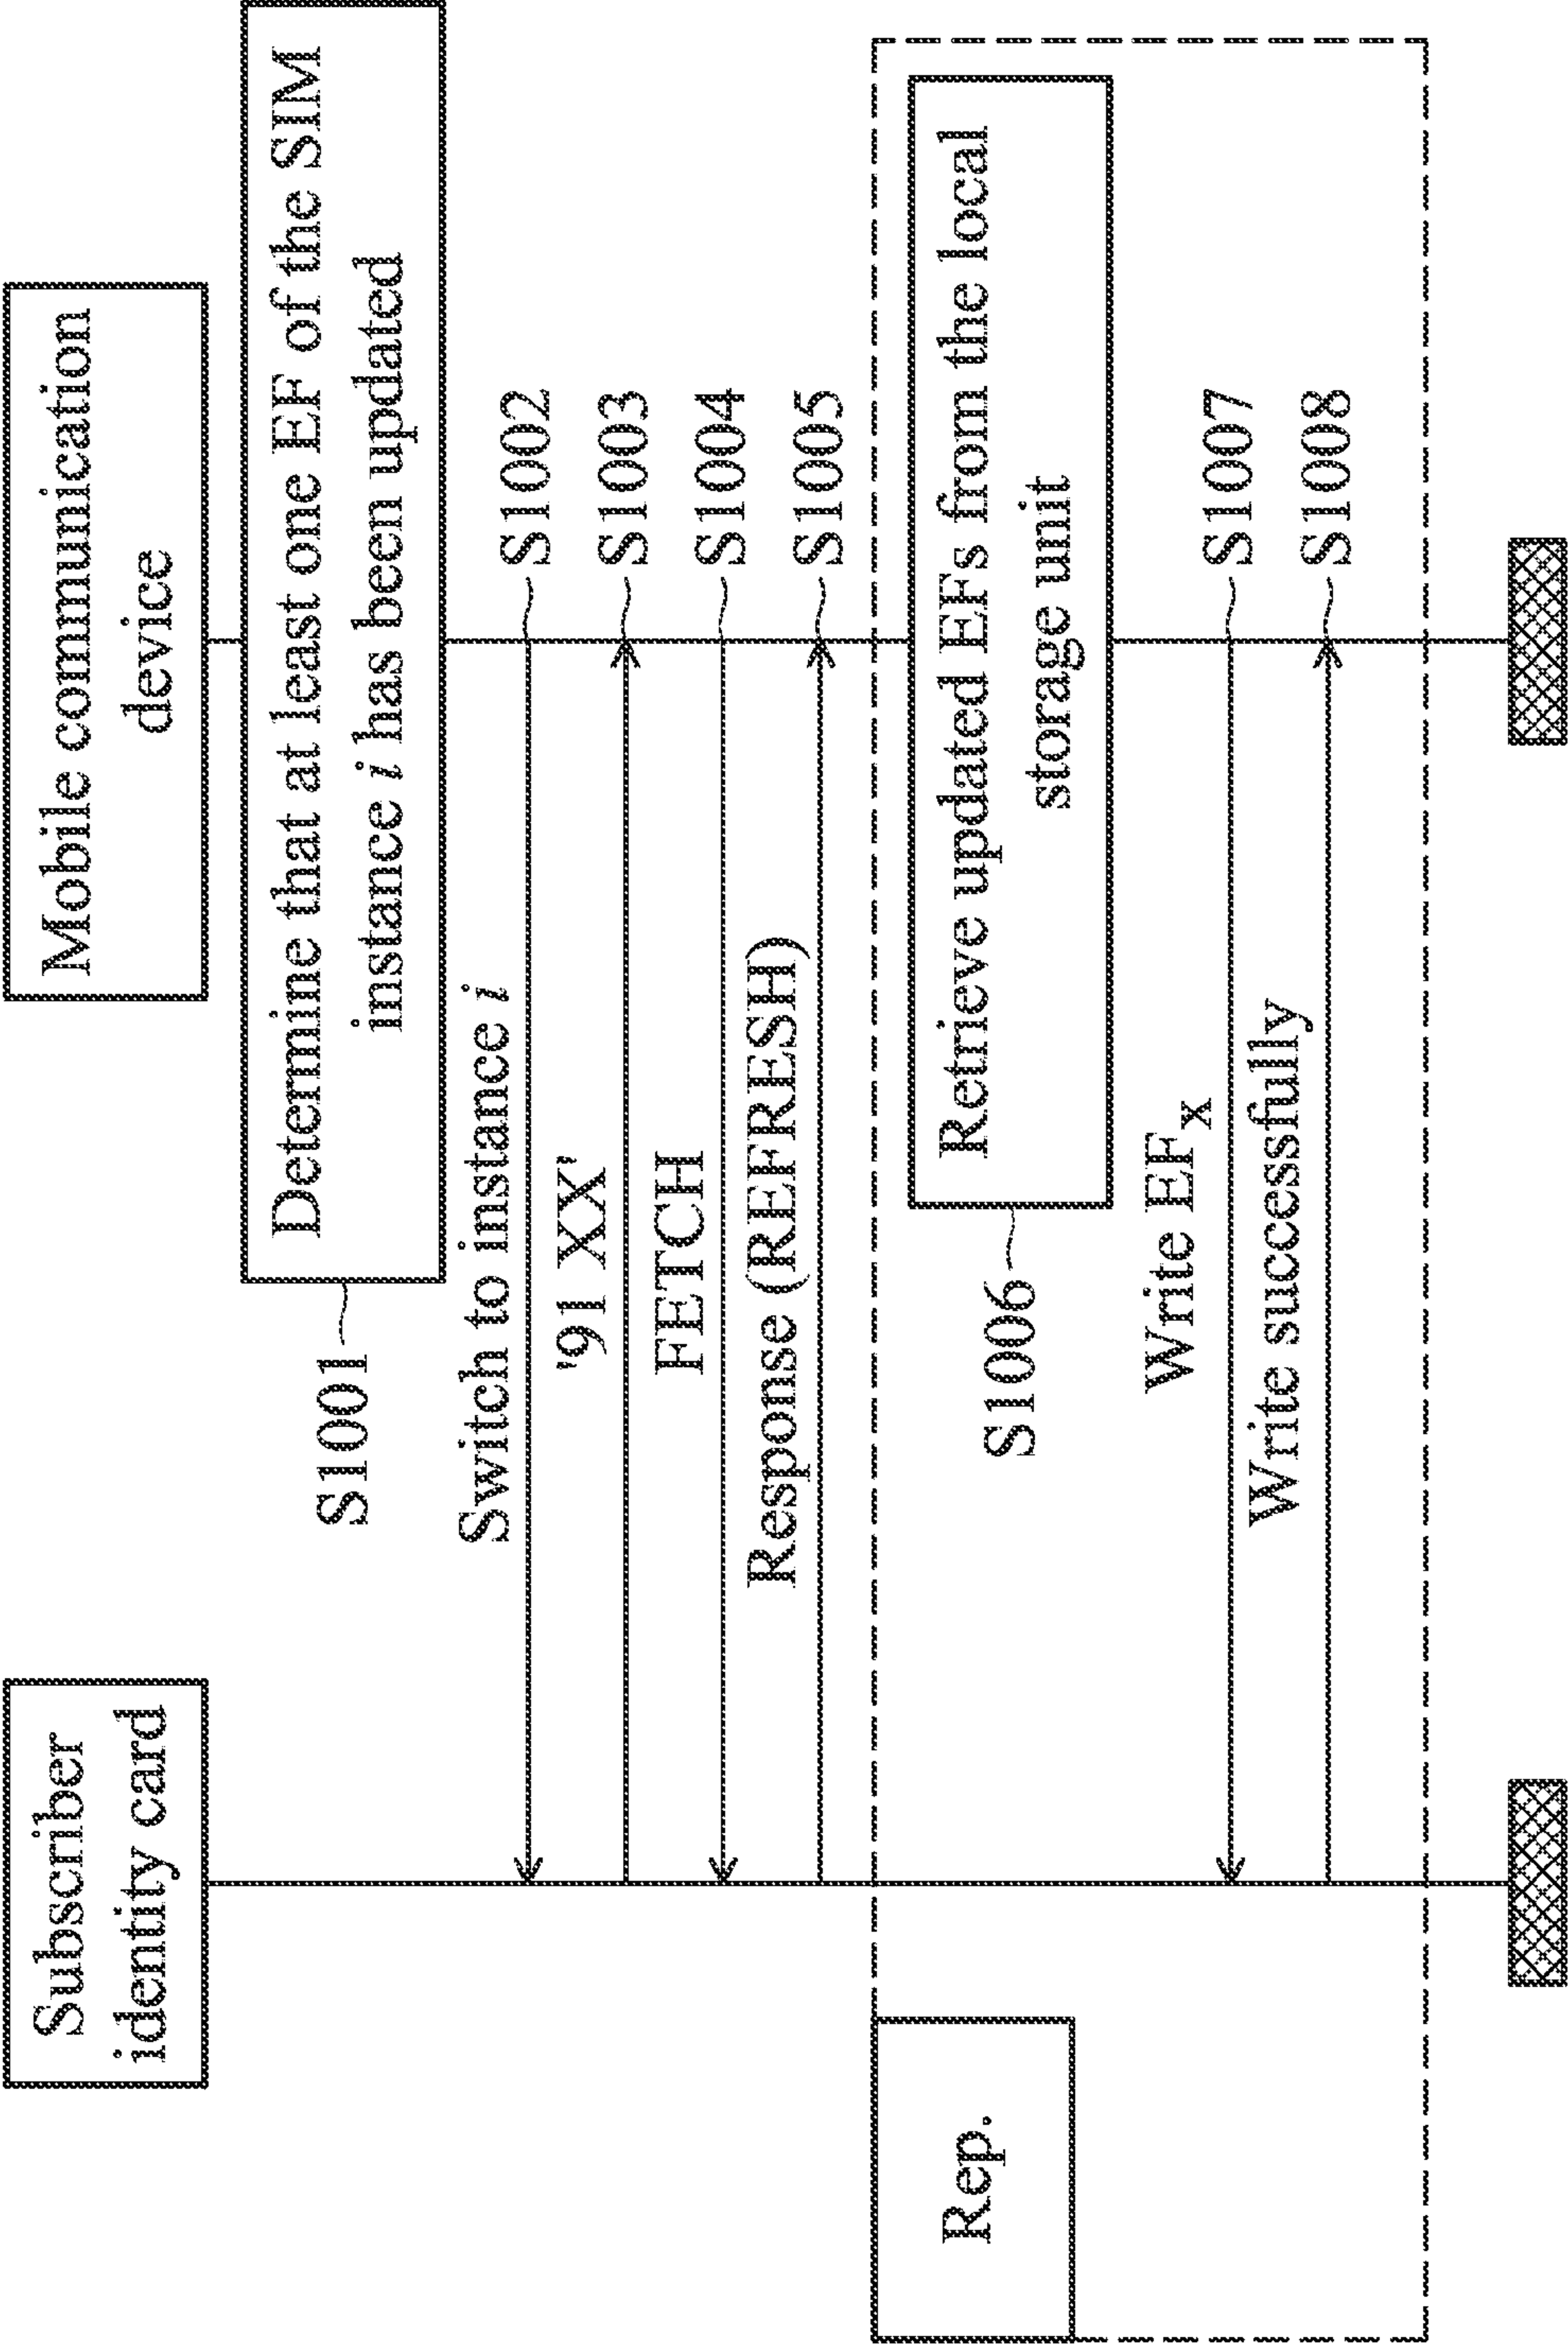 Subscriber
identity card
Mobile communication
device
Determine that at least one EF of the SIM
instance i has been updated
S1001
Switch to instance i
S1002
'91 XX'
S1003
FETCH
S1004
Response (REFRESH)
S1005
Rep.
Retrieve updated EFs from the local
storage unit
S1006
Write EFx
S1007
Write successfully
S1008